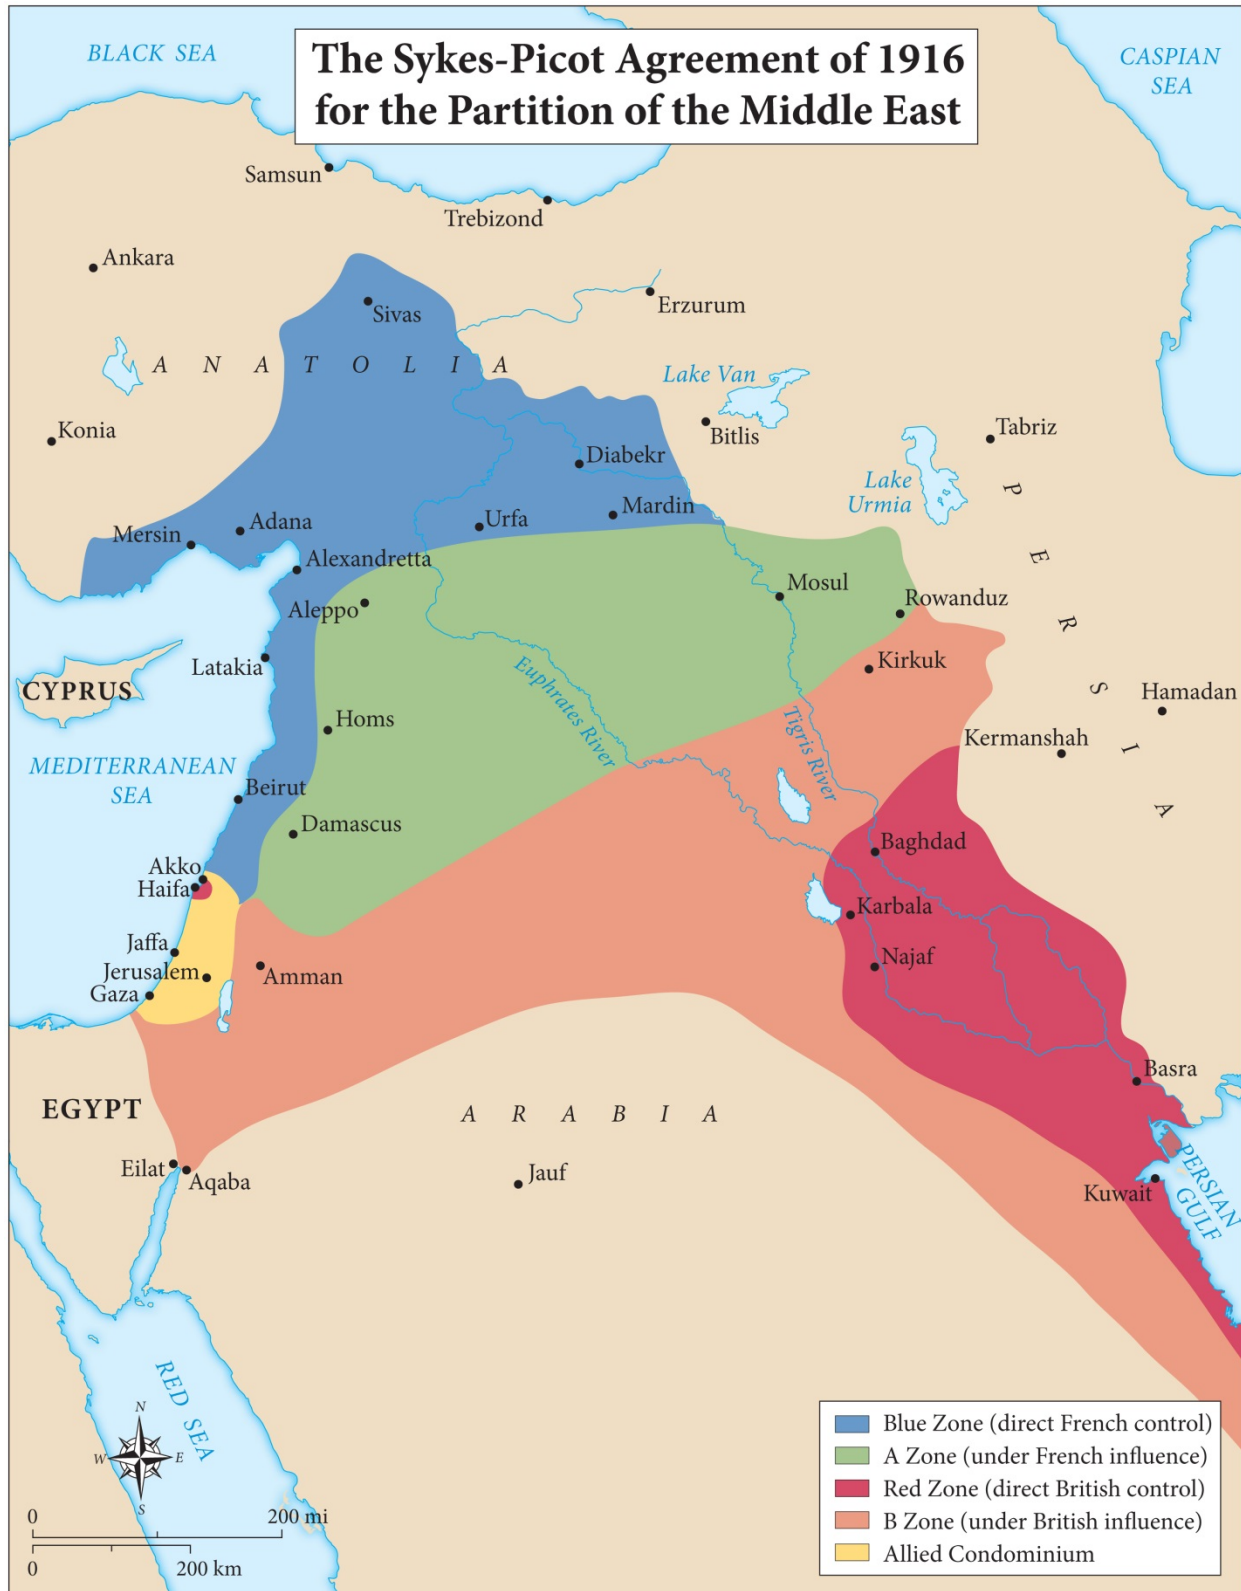 The Sykes-Picot Agreement of 1916
for the Partition of the Middle East
BLACK SEA
CASPIAN
SEA
Samsun
Trebizond
Ankara
Sivas
Erzurum
ANATOLIA
Lake Van
Konia
Bitlis
Tabriz
Diabekr
Lake
Urmia
PERSIA
Mersin
Adana
Urfa
Mardin
Alexandretta
Mosul
Aleppo
Rowanduz
Latakia
Kirkuk
CYPRUS
Euphrates River
Tigris River
Hamadan
Homs
Kermanshah
MEDITERRANEAN
SEA
Beirut
Damascus
Baghdad
Akko
Haifa
Karbala
Jaffa
Najaf
Jerusalem
Amman
Gaza
Basra
EGYPT
ARABIA
Eilat
Aqaba
Jauf
Kuwait
PERSIAN
GULF
RED SEA
N
W
E
S
0
200 mi
0
200 km
Blue Zone (direct French control)
A Zone (under French influence)
Red Zone (direct British control)
B Zone (under British influence)
Allied Condominium